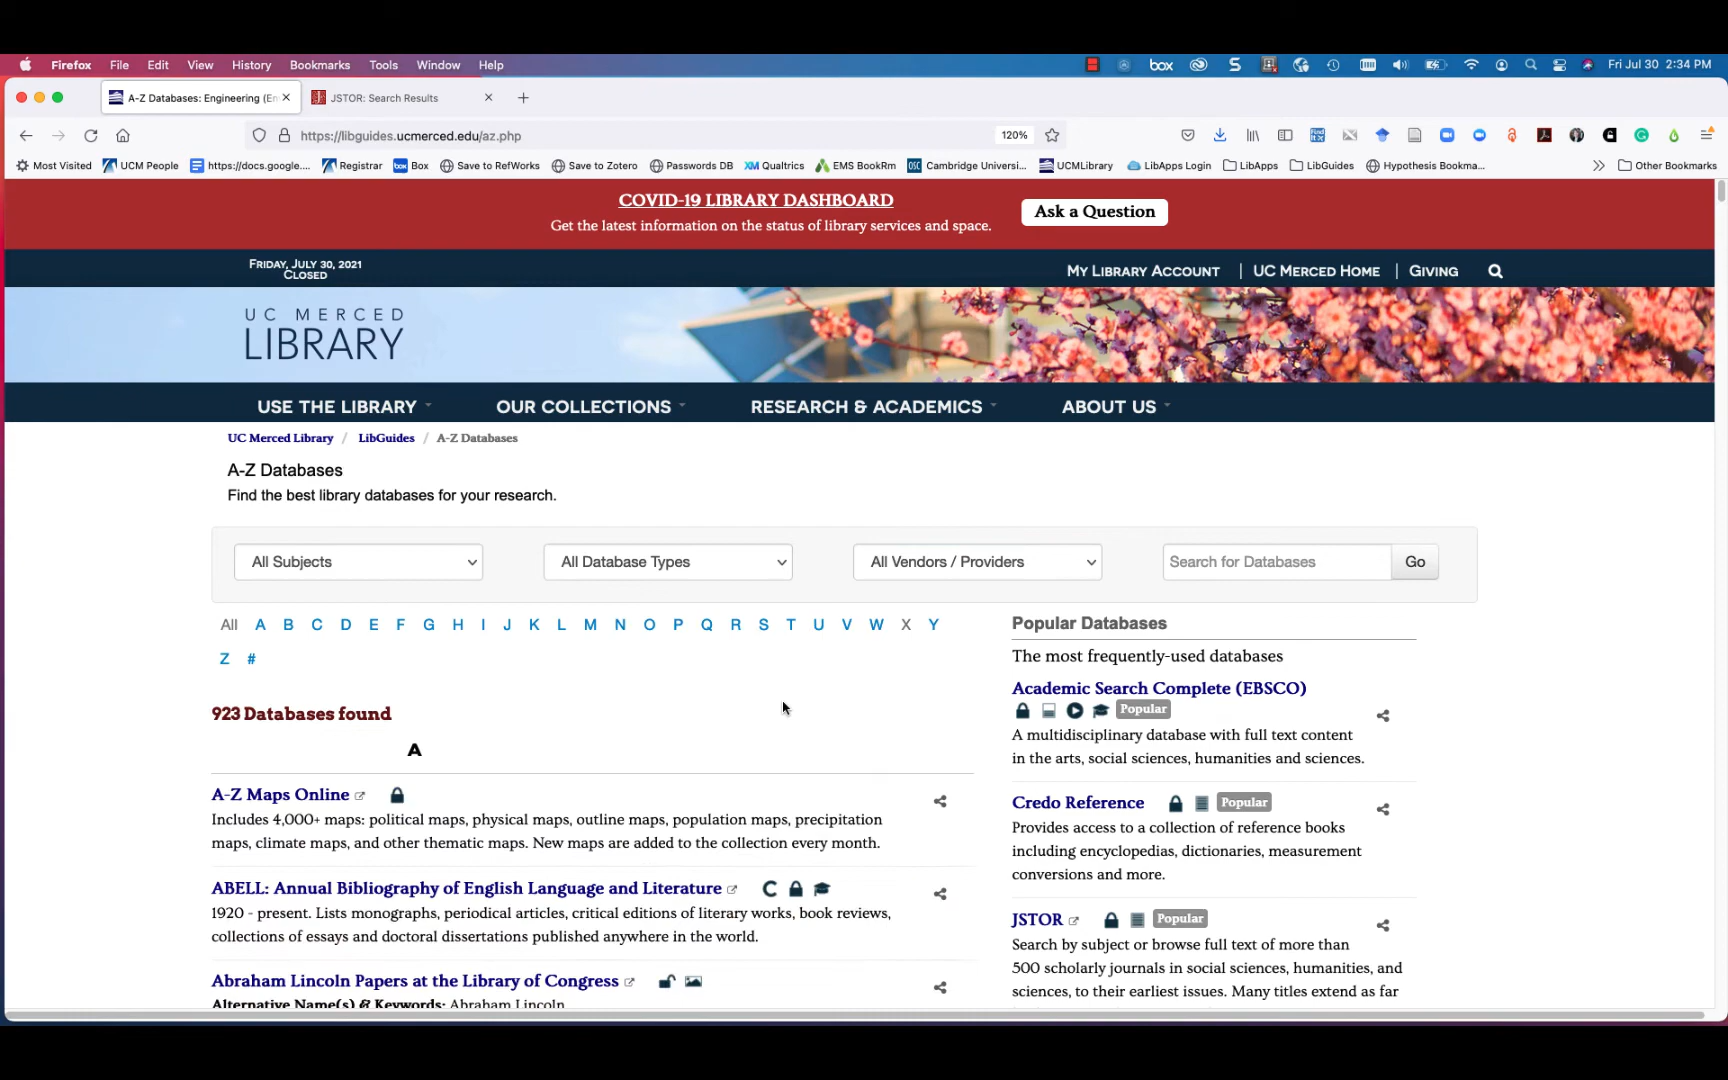 Firefox File Edit View History Bookmarks Tools Window Help box S Fri Jul 30 2:34 PM
A-Z Databases: Engineering (En × JSTOR: Search Results × +
https://libguides.ucmerced.edu/az.php 120%
Most Visited UCM People https://docs.google.... Registrar box Box Save to RefWorks Save to Zotero Passwords DB XM Qualtrics EMS BookRm OSC Cambridge Universi... UCMLibrary LibApps Login LibApps LibGuides Hypothesis Bookma... Other Bookmarks
COVID-19 LIBRARY DASHBOARD
Get the latest information on the status of library services and space.
Ask a Question
FRIDAY, JULY 30, 2021
CLOSED
MY LIBRARY ACCOUNT | UC MERCED HOME | GIVING
UC MERCED
LIBRARY
USE THE LIBRARY OUR COLLECTIONS RESEARCH & ACADEMICS ABOUT US
UC Merced Library / LibGuides / A-Z Databases
A-Z Databases
Find the best library databases for your research.
All Subjects All Database Types All Vendors / Providers Search for Databases Go
All A B C D E F G H I J K L M N O P Q R S T U V W X Y
Z #
923 Databases found
A
A-Z Maps Online
Includes 4,000+ maps: political maps, physical maps, outline maps, population maps, precipitation
maps, climate maps, and other thematic maps. New maps are added to the collection every month.
ABELL: Annual Bibliography of English Language and Literature C
1920 - present. Lists monographs, periodical articles, critical editions of literary works, book reviews,
collections of essays and doctoral dissertations published anywhere in the world.
Abraham Lincoln Papers at the Library of Congress
Alternative Name(s) & Keywords: Abraham Lincoln
Popular Databases
The most frequently-used databases
Academic Search Complete (EBSCO)
Popular
A multidisciplinary database with full text content
in the arts, social sciences, humanities and sciences.
Credo Reference Popular
Provides access to a collection of reference books
including encyclopedias, dictionaries, measurement
conversions and more.
JSTOR Popular
Search by subject or browse full text of more than
500 scholarly journals in social sciences, humanities, and
sciences, to their earliest issues. Many titles extend as far